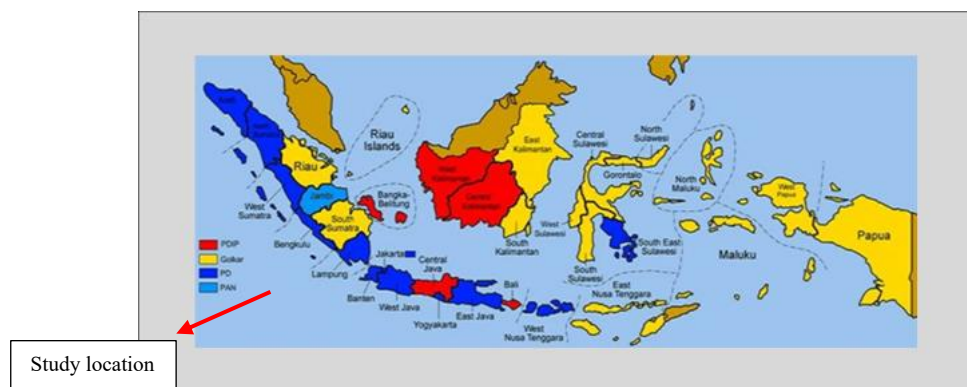 Aceh
North
Sumatra
Riau
Riau
Islands
West
Sumatra
Jambi
Bangka-
Belitung
South
Sumatra
Bengkulu
Lampung
West
Kalimantan
Central
Kalimantan
East
Kalimantan
South
Kalimantan
Central
Sulawesi
North
Sulawesi
Gorontalo
North
Maluku
West
Sulawesi
South East
Sulawesi
South
Sulawesi
Maluku
West
Papua
Papua
Jakarta
Central
Java
Banten
West Java
Yogyakarta
East Java
Bali
West
Nusa Tenggara
East
Nusa Tenggara
PDIP
Golkar
PD
PAN
Study location